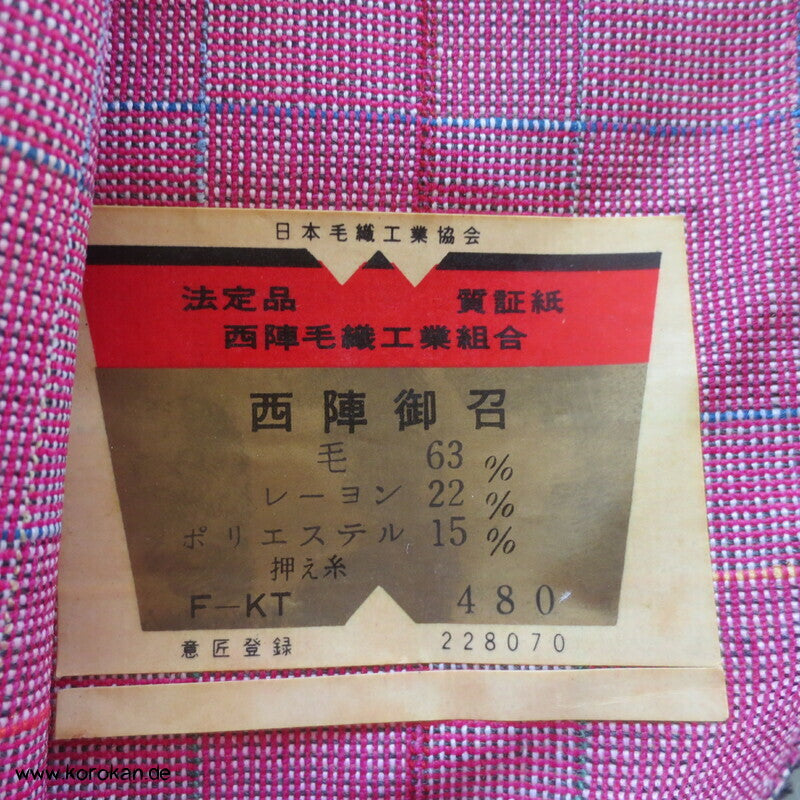 日本毛織工業協会
法定品 質証紙
西陣毛織工業組合
西陣御召
毛 63 %
レーヨン 22 %
ポリエステル 15 %
押え糸
F-KT 480
意匠登録 228070
www.korokan.de